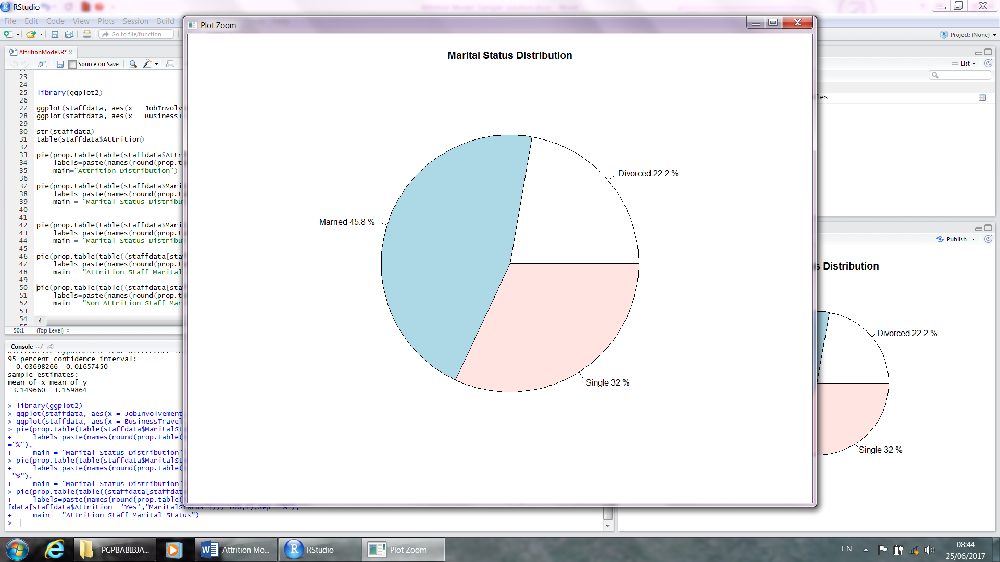 RStudio
File Edit Code View Plots Session Build
Go to file/function
Project: (None)
AttritionModel.R*
Source on Save
List
23
24
25 library(ggplot2)
26
27 ggplot(staffdata, aes(x = JobInvolv
28 ggplot(staffdata, aes(x = BusinessT
29
30 str(staffdata)
31 table(staffdata$Attrition)
32
33 pie(prop.table(table(staffdata$Attr
34 labels=paste(names(round(prop.t
35 main="Attrition Distribution")
36
37 pie(prop.table(table(staffdata$Mari
38 labels=paste(names(round(prop.t
39 main = "Marital Status Distribu
40
41
42 pie(prop.table(table(staffdata$Mari
43 labels=paste(names(round(prop.t
44 main = "Marital Status Distribu
45
46 pie(prop.table(table((staffdata[sta
47 labels=paste(names(round(prop.t
48 main = "Attrition Staff Marital
49
50 pie(prop.table(table((staffdata[sta
51 labels=paste(names(round(prop.t
52 main = "Non Attrition Staff Mar
53
54
50:1 (Top Level)
Console ~/
95 percent confidence interval:
-0.03698266 0.01657450
sample estimates:
mean of x mean of y
3.149660 3.159864
> library(ggplot2)
> ggplot(staffdata, aes(x = JobInvolvement
> ggplot(staffdata, aes(x = BusinessTravel
> pie(prop.table(table(staffdata$MaritalSt
+ labels=paste(names(round(prop.table(
="%"),
+ main = "Marital Status Distribution"
> pie(prop.table(table(staffdata$MaritalSt
+ labels=paste(names(round(prop.table(
="%"),
+ main = "Marital Status Distribution"
> pie(prop.table(table((staffdata[staffdat
+ labels=paste(names(round(prop.table(
fdata[staffdata$Attrition=='Yes',"MaritalStatus"])))*100,1),sep ="%"),
+ main = "Attrition Staff Marital Status")
>
Plot Zoom
Marital Status Distribution
Divorced 22.2 %
Married 45.8 %
Single 32 %
les
Publish
s Distribution
Divorced 22.2 %
Single 32 %
PGPBABIBJA...
Attrition Mo...
RStudio
Plot Zoom
EN
08:44
25/06/2017